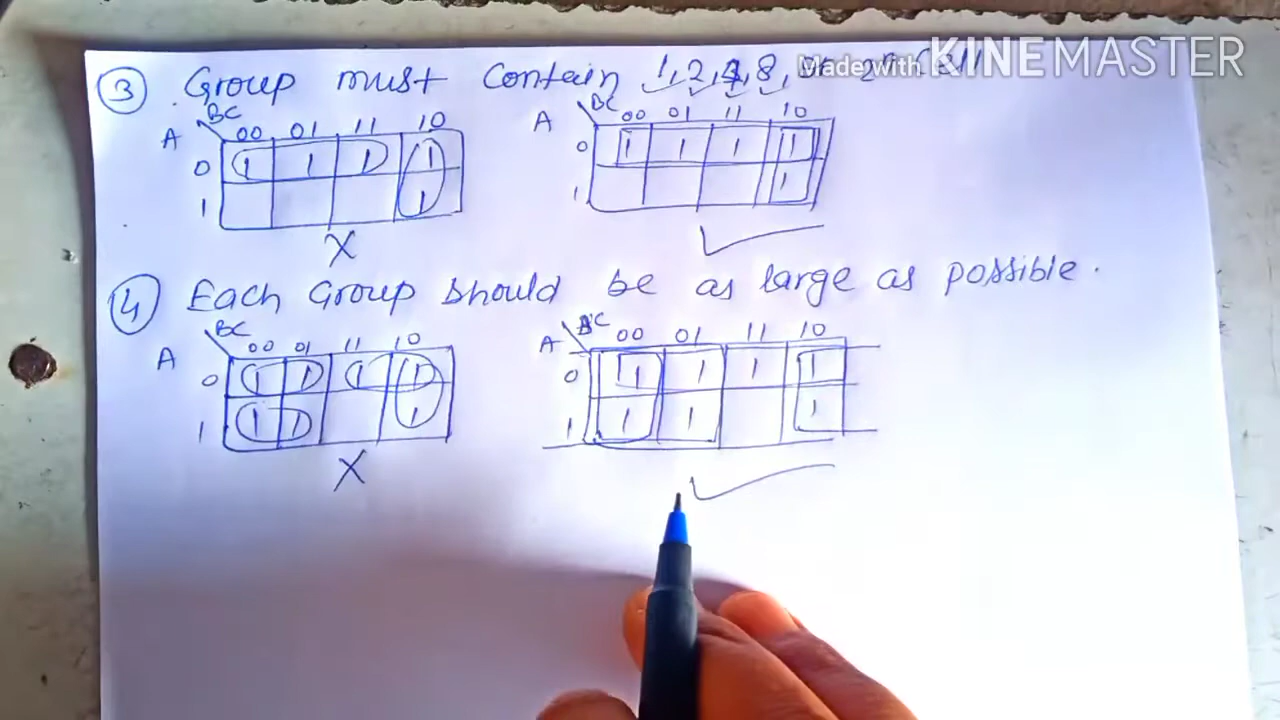 ③ Group must contain 1, 2, 4, 8, 2ⁿ cell
Made with KINEMASTER
A BC 00 01 11 10
0 1 1 1 1
1 1
X
A BC 00 01 11 10
0 1 1 1 1
1 1
✓
④ Each Group should be as large as possible.
A BC 00 01 11 10
0 1 1 1 1
1 1 1 1
X
A BC 00 01 11 10
0 1 1 1 1
1 1 1 1
✓